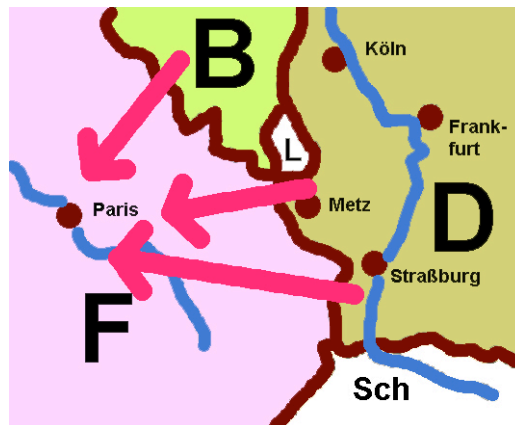 B
Köln
Frank-
furt
L
Paris
Metz
D
Straßburg
F
Sch